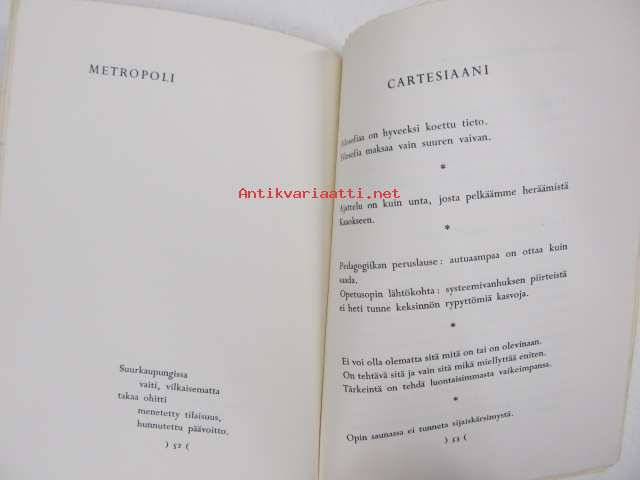 METROPOLI
Suurkaupungissa
vaiti, vilkaisematta
takaa ohitti
menetetty tilaisuus,
hunnutettu päävoitto.
) 52 (
CARTESIAANI
Filosofiaa on hyveeksi koettu tieto.
Filosofia maksaa vain suuren vaivan.
*
Ajattelu on kuin unta, josta pelkäämme heräämistä
Kaaokseen.
*
Pedagogiikan peruslause: autuaampaa on ottaa kuin
saada.
Opetusopin lähtökohta: systeemivanhuksen piirteistä
ei heti tunne keksinnön rypyttömiä kasvoja.
*
Ei voi olla olematta sitä mitä on tai on olevinaan.
On tehtävä sitä ja vain sitä mikä miellyttää eniten.
Tärkeintä on tehdä luontaisimmasta vaikeimpansa.
*
Opin saunassa ei tunneta sijaiskärsimystä.
) 53 (
Antikvariaatti.net